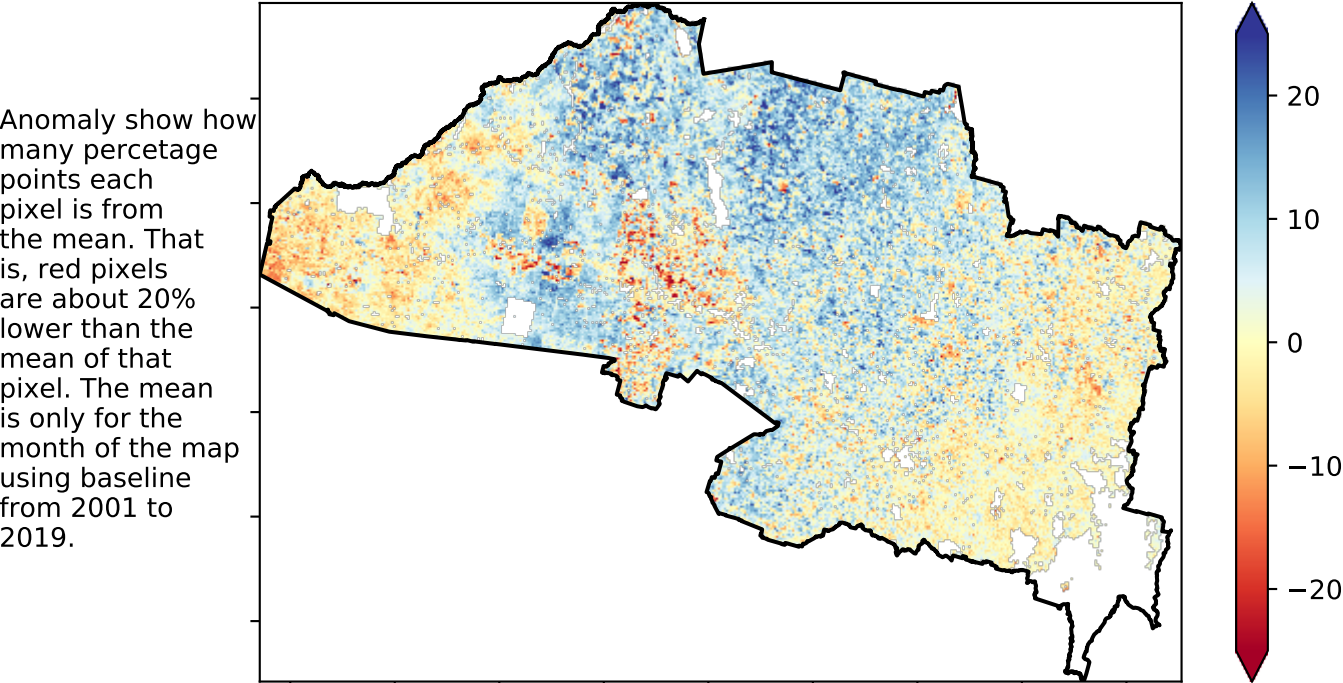 Anomaly show how
many percetage
points each
pixel is from
the mean. That
is, red pixels
are about 20%
lower than the
mean of that
pixel. The mean
is only for the
month of the map
using baseline
from 2001 to
2019.
20
10
0
−10
−20